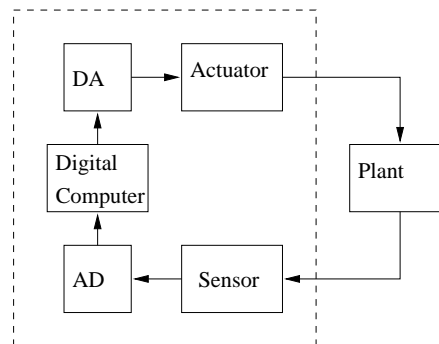 DA
Actuator
Digital
Computer
Plant
AD
Sensor